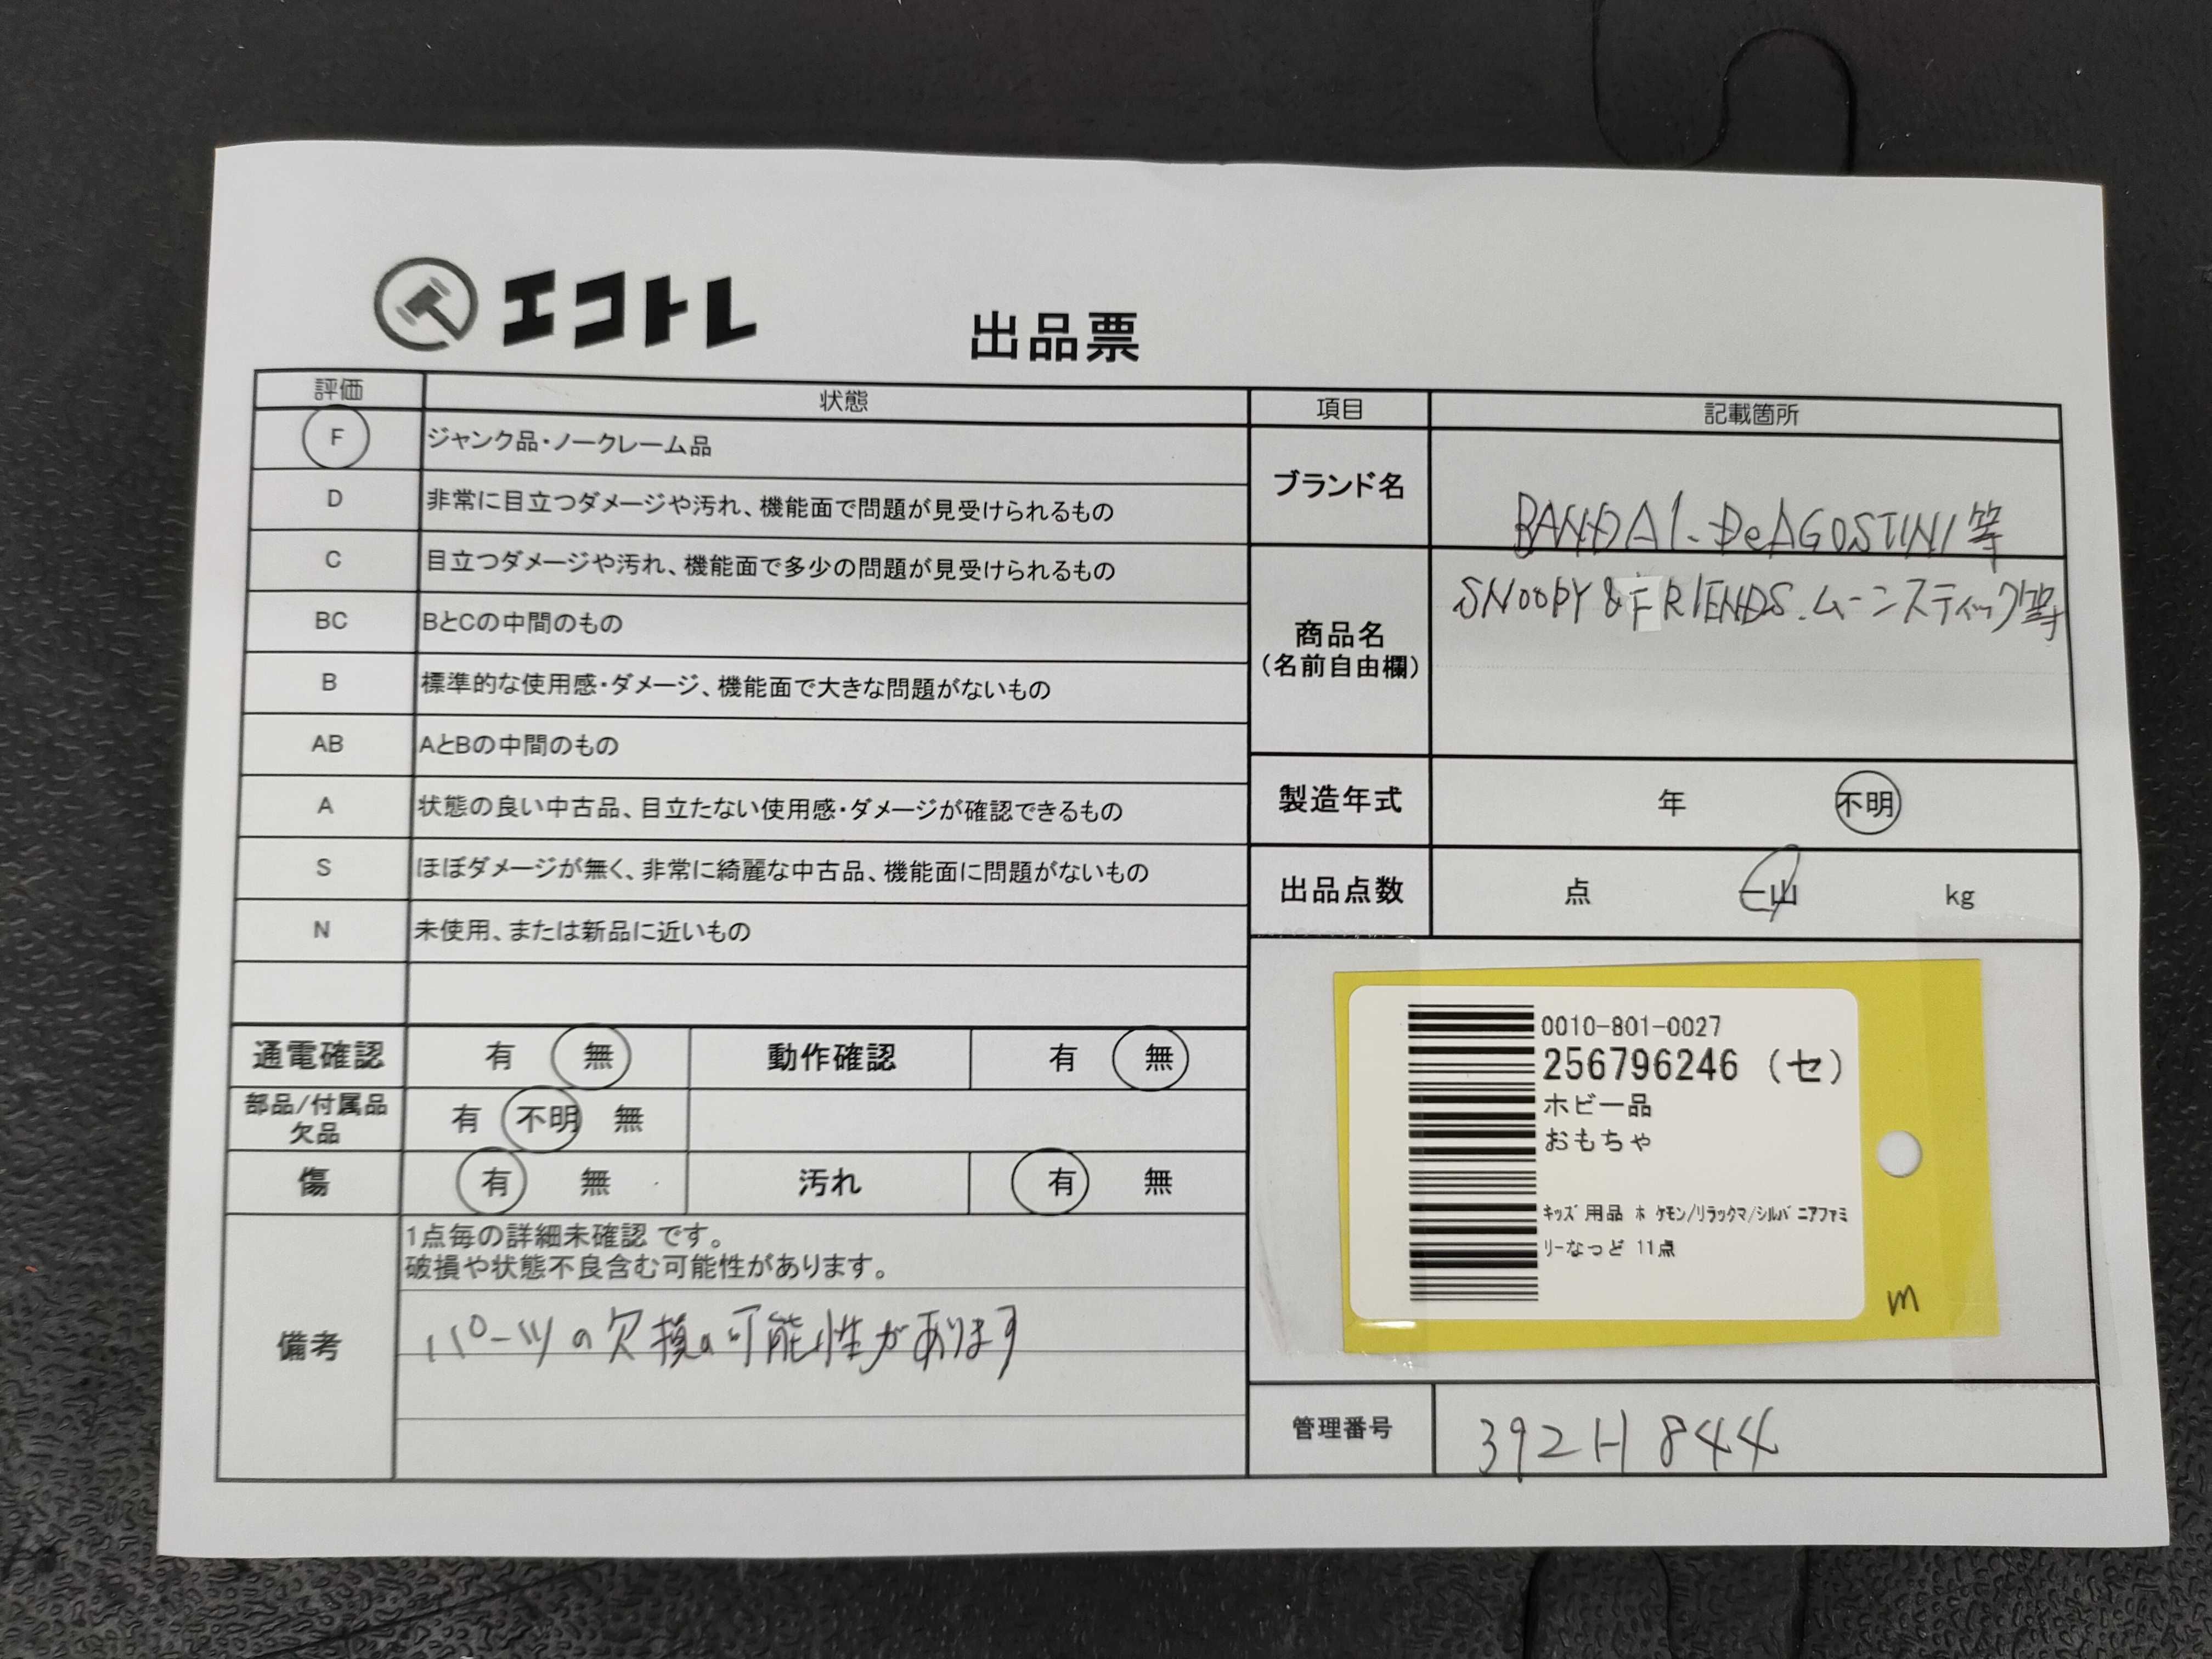 エコトレ
出品票
評価 状態
F ジャンク品・ノークレーム品
D 非常に目立つダメージや汚れ、機能面で問題が見受けられるもの
C 目立つダメージや汚れ、機能面で多少の問題が見受けられるもの
BC BとCの中間のもの
B 標準的な使用感・ダメージ、機能面で大きな問題がないもの
AB AとBの中間のもの
A 状態の良い中古品、目立たない使用感・ダメージが確認できるもの
S ほぼダメージが無く、非常に綺麗な中古品、機能面に問題がないもの
N 未使用、または新品に近いもの
通電確認 有 無 動作確認 有 無
部品/付属品 欠品 有 不明 無
傷 有 無 汚れ 有 無
備考
1点毎の詳細未確認です。
破損や状態不良含む可能性があります。
パーツの欠損の可能性があります
項目 記載箇所
ブランド名 BANDAI、DeAGOSTINI等
商品名
(名前自由欄)
SNOOPY&FRIENDS、ムーンスティック等
製造年式 年 不明
出品点数 点 一山 kg
0010-801-0027
256796246 (セ)
ホビー品
おもちゃ
キッズ用品 ポケモン/リラックマ/シルバニアファミ
リーなっど 11点
m
管理番号 392H844